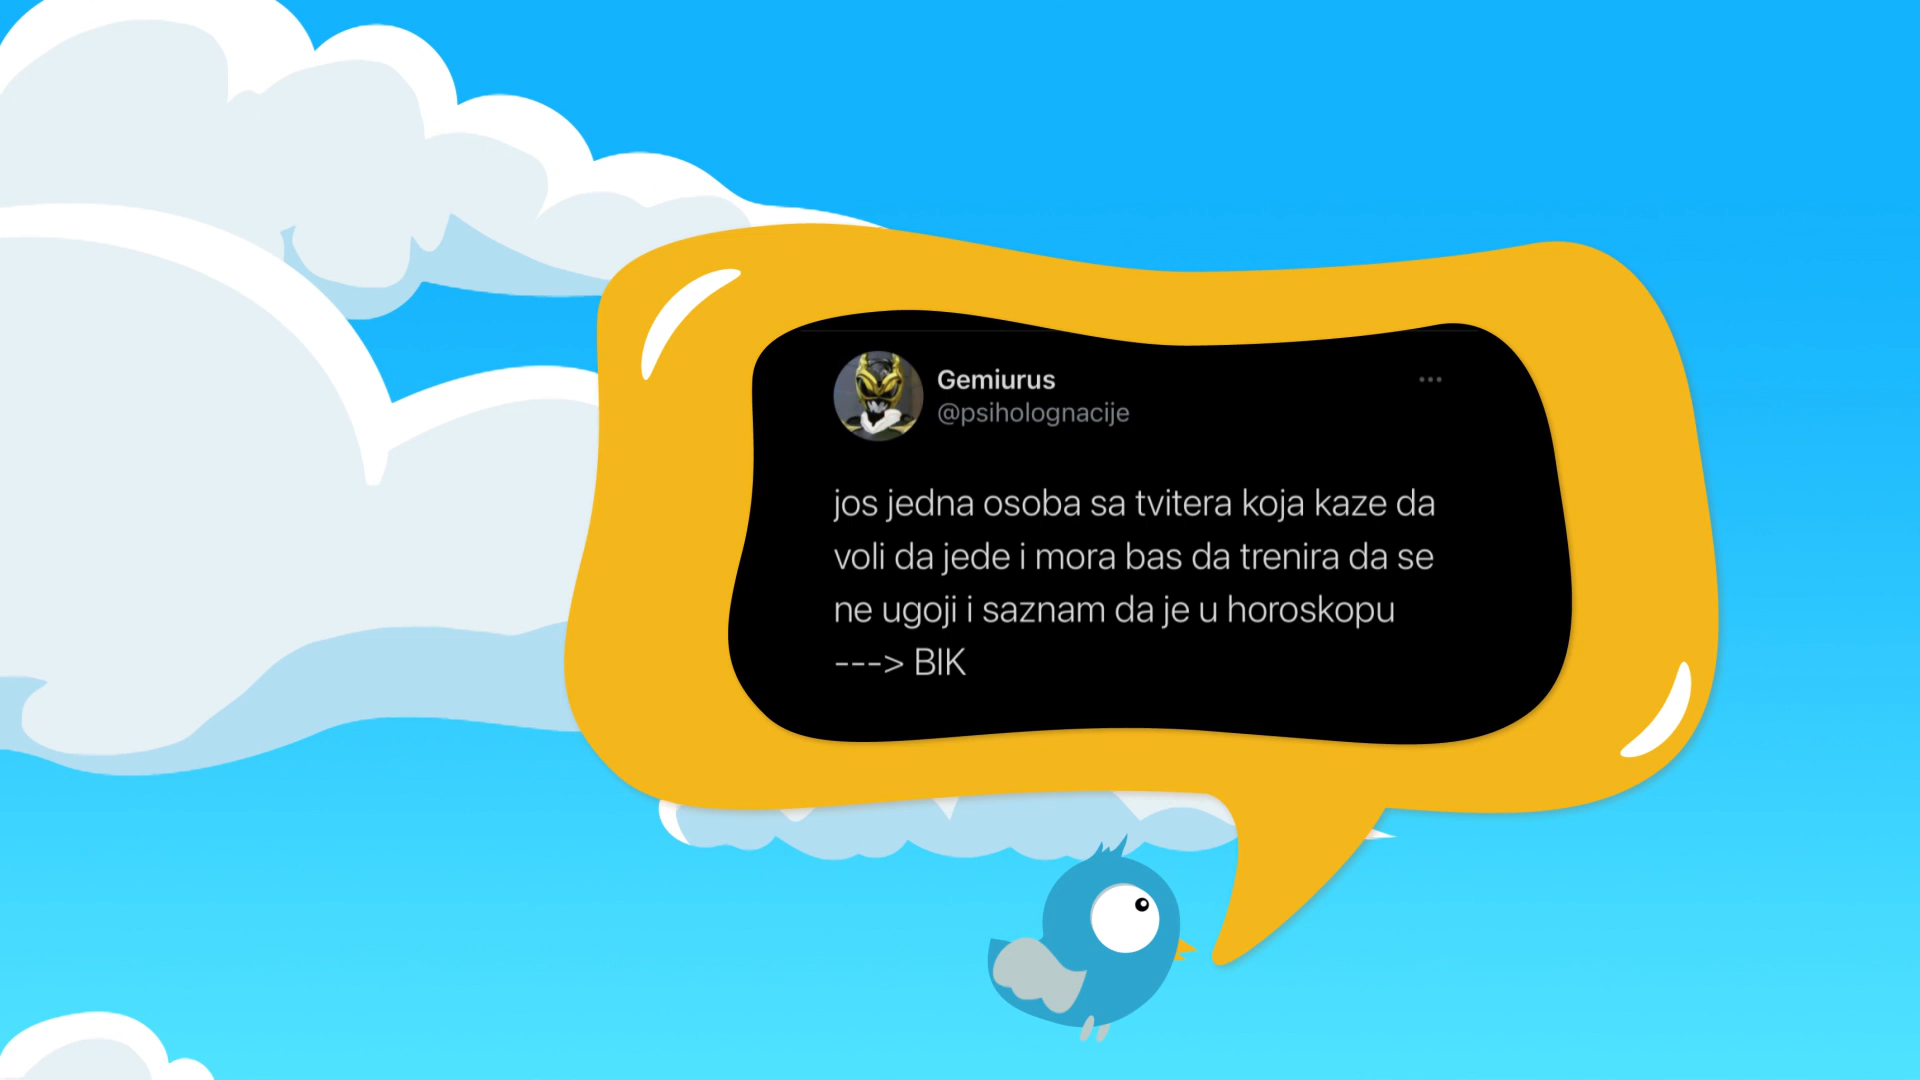 Gemiurus
@psiholognacije
jos jedna osoba sa tvitera koja kaze da
voli da jede i mora bas da trenira da se
ne ugoji i saznam da je u horoskopu
---> BIK